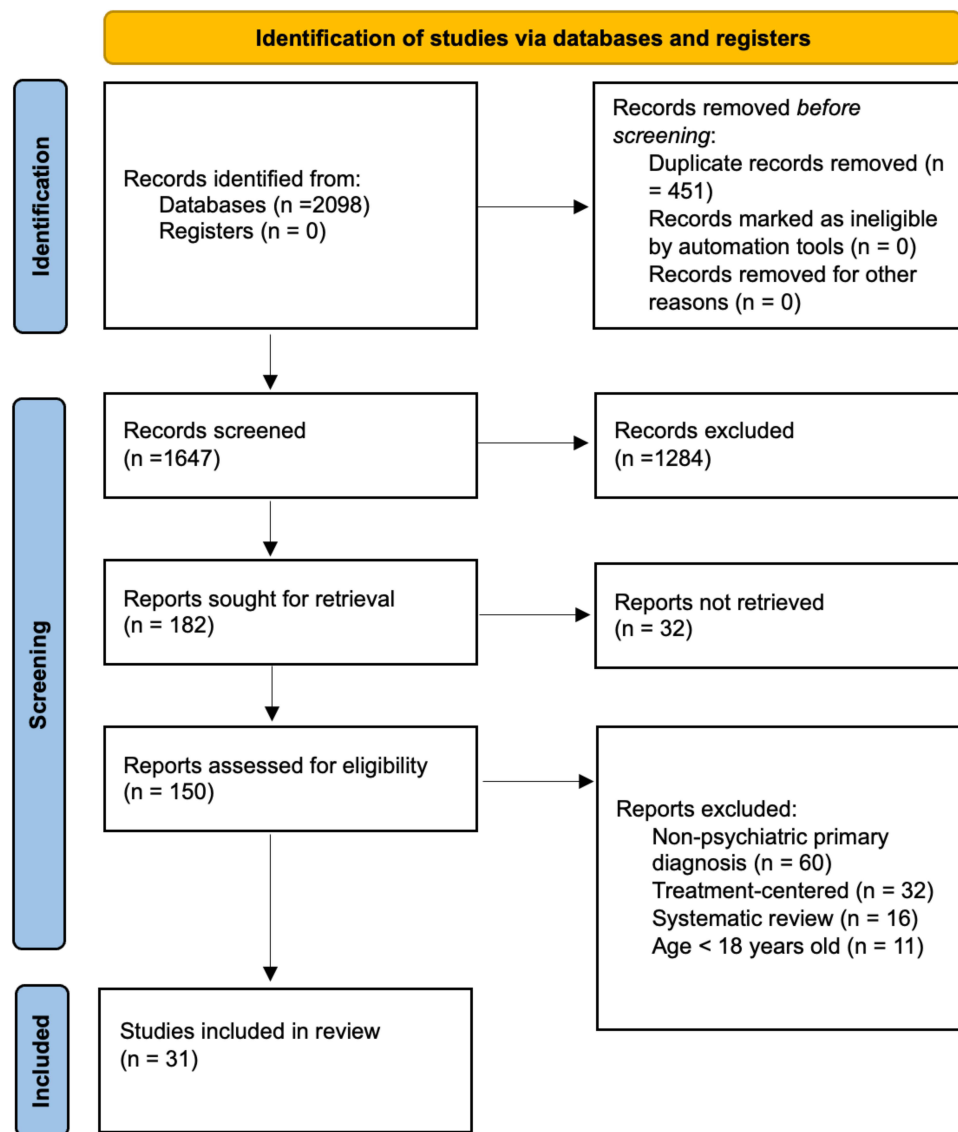 Identification of studies via databases and registers
Identification
Records identified from:
Databases (n =2098)
Registers (n = 0)
Records removed before
screening:
Duplicate records removed (n
= 451)
Records marked as ineligible
by automation tools (n = 0)
Records removed for other
reasons (n = 0)
Screening
Records screened
(n =1647)
Records excluded
(n =1284)
Reports sought for retrieval
(n = 182)
Reports not retrieved
(n = 32)
Reports assessed for eligibility
(n = 150)
Reports excluded:
Non-psychiatric primary
diagnosis (n = 60)
Treatment-centered (n = 32)
Systematic review (n = 16)
Age < 18 years old (n = 11)
Included
Studies included in review
(n = 31)